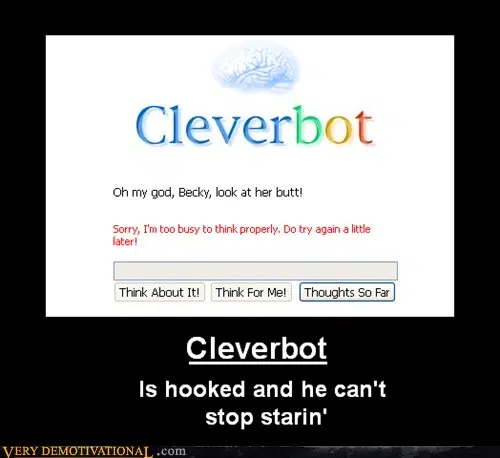 Cleverbot
Oh my god, Becky, look at her butt!
Sorry, I'm too busy to think properly. Do try again a little
later!
Think About It! Think For Me! Thoughts So Far
Cleverbot
Is hooked and he can't
stop starin'
VERY DEMOTIVATIONAL.com